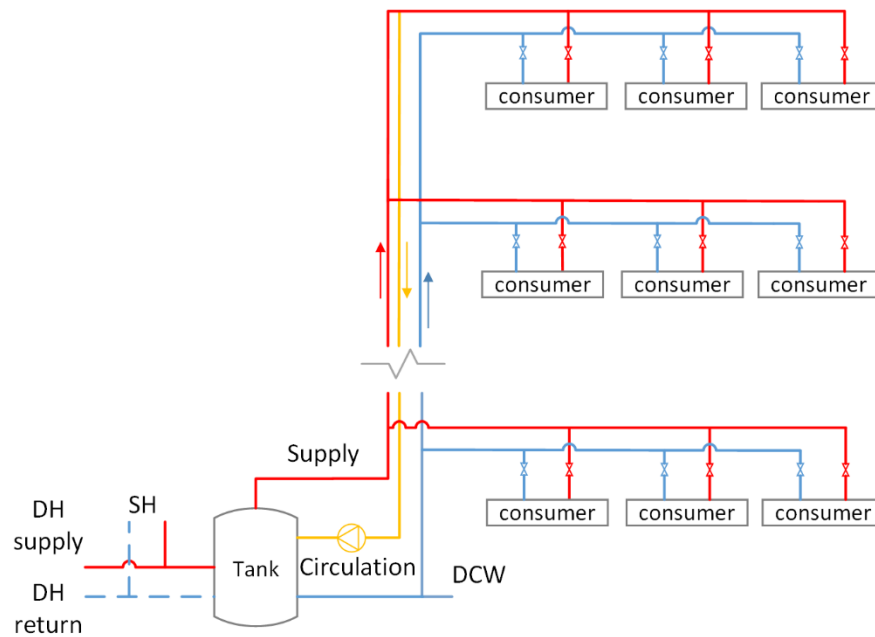 consumer consumer consumer
consumer consumer consumer
Supply
consumer consumer consumer
DH
supply
SH
Tank
Circulation
DCW
DH
return